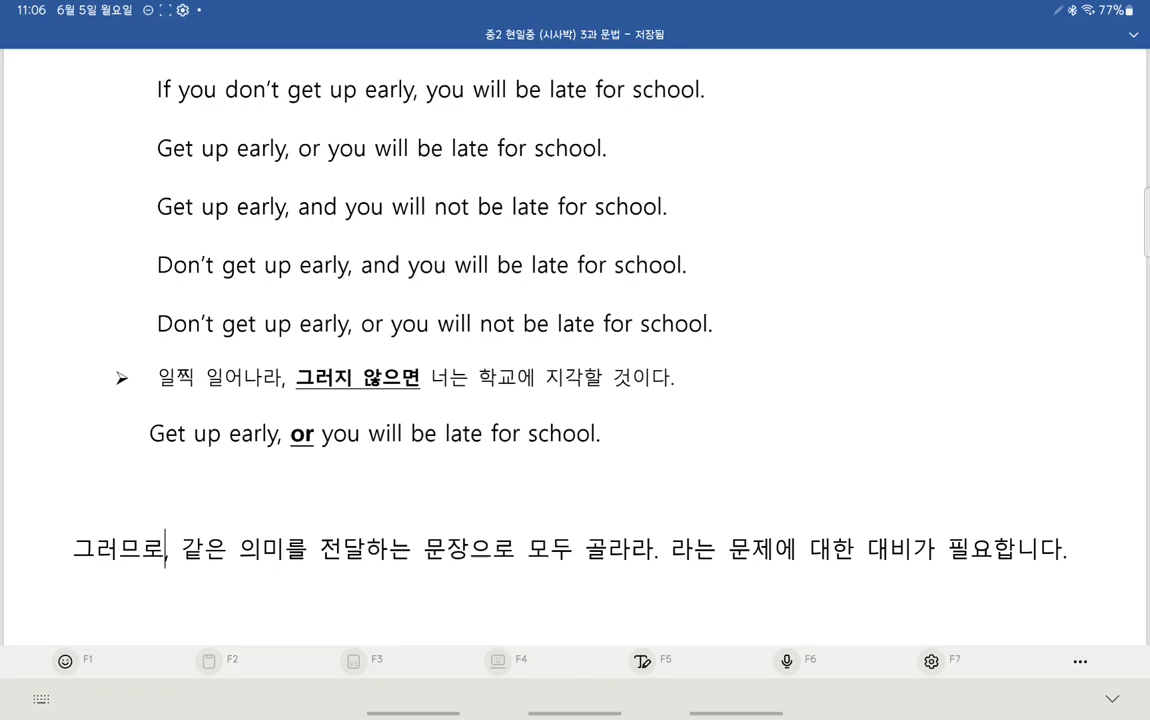 11:06 6월 5일 월요일 77%
중2 현일중 (시사박) 3과 문법 - 저장됨
If you don't get up early, you will be late for school.
Get up early, or you will be late for school.
Get up early, and you will not be late for school.
Don't get up early, and you will be late for school.
Don't get up early, or you will not be late for school.
➢ 일찍 일어나라, 그러지 않으면 너는 학교에 지각할 것이다.
Get up early, or you will be late for school.
그러므로, 같은 의미를 전달하는 문장으로 모두 골라라. 라는 문제에 대한 대비가 필요합니다.
F1 F2 F3 F4 F5 F6 F7